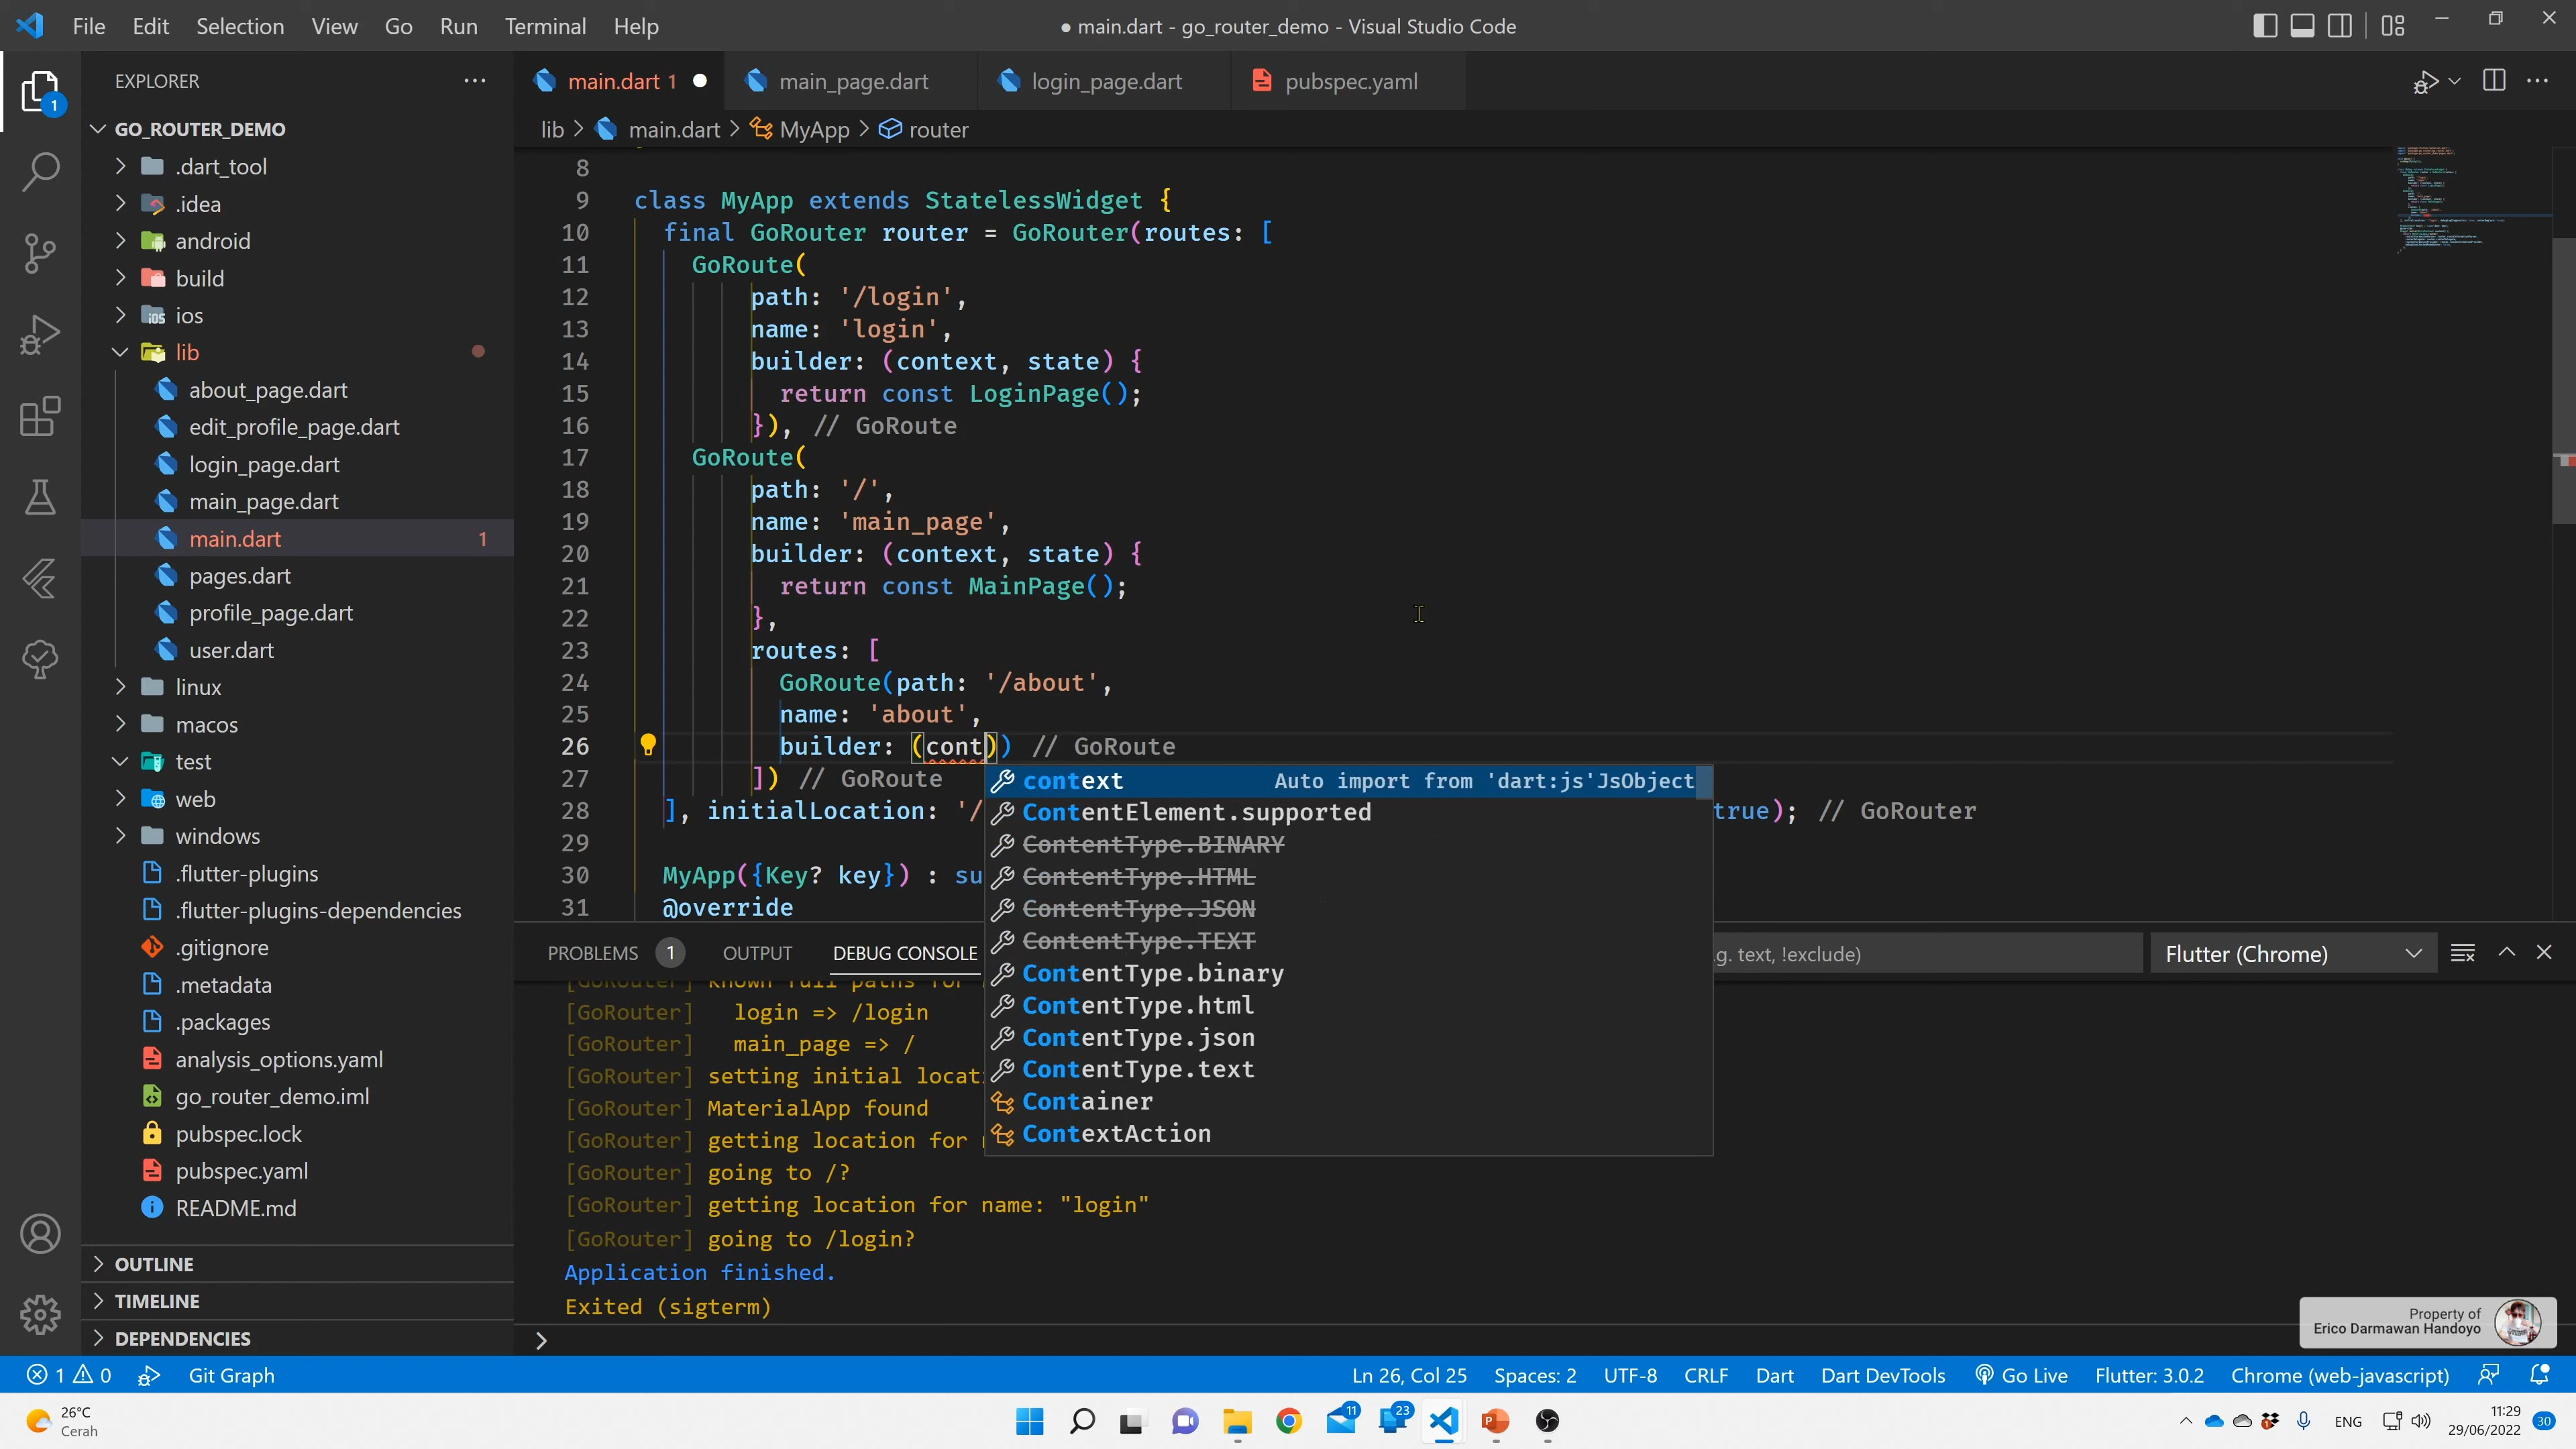 File Edit Selection View Go Run Terminal Help
● main.dart - go_router_demo - Visual Studio Code
EXPLORER
1
GO_ROUTER_DEMO
.dart_tool
.idea
android
build
ios
lib
about_page.dart
edit_profile_page.dart
login_page.dart
main_page.dart
main.dart 1
pages.dart
profile_page.dart
user.dart
linux
macos
test
web
windows
.flutter-plugins
.flutter-plugins-dependencies
.gitignore
.metadata
.packages
analysis_options.yaml
go_router_demo.iml
pubspec.lock
pubspec.yaml
README.md
OUTLINE
TIMELINE
DEPENDENCIES
main.dart 1 main_page.dart login_page.dart pubspec.yaml
lib > main.dart > MyApp > router
8
9 class MyApp extends StatelessWidget {
10 final GoRouter router = GoRouter(routes: [
11 GoRoute(
12 path: '/login',
13 name: 'login',
14 builder: (context, state) {
15 return const LoginPage();
16 }), // GoRoute
17 GoRoute(
18 path: '/',
19 name: 'main_page',
20 builder: (context, state) {
21 return const MainPage();
22 },
23 routes: [
24 GoRoute(path: '/about',
25 name: 'about',
26 builder: (cont)) // GoRoute
27 ]) // GoRoute
28 ], initialLocation: '/ true); // GoRouter
29
30 MyApp({Key? key}) : su
31 @override
context Auto import from 'dart:js'JsObject
ContentElement.supported
ContentType.BINARY
ContentType.HTML
ContentType.JSON
ContentType.TEXT
ContentType.binary
ContentType.html
ContentType.json
ContentType.text
Container
ContextAction
PROBLEMS 1 OUTPUT DEBUG CONSOLE g. text, !exclude) Flutter (Chrome)
[GoRouter] known full paths for
[GoRouter] login => /login
[GoRouter] main_page => /
[GoRouter] setting initial locati
[GoRouter] MaterialApp found
[GoRouter] getting location for
[GoRouter] going to /?
[GoRouter] getting location for name: "login"
[GoRouter] going to /login?
Application finished.
Exited (sigterm)
Property of
Erico Darmawan Handoyo
1 0 Git Graph Ln 26, Col 25 Spaces: 2 UTF-8 CRLF Dart Dart DevTools Go Live Flutter: 3.0.2 Chrome (web-javascript)
26°C
Cerah
11 23
ENG
11:29
29/06/2022
30